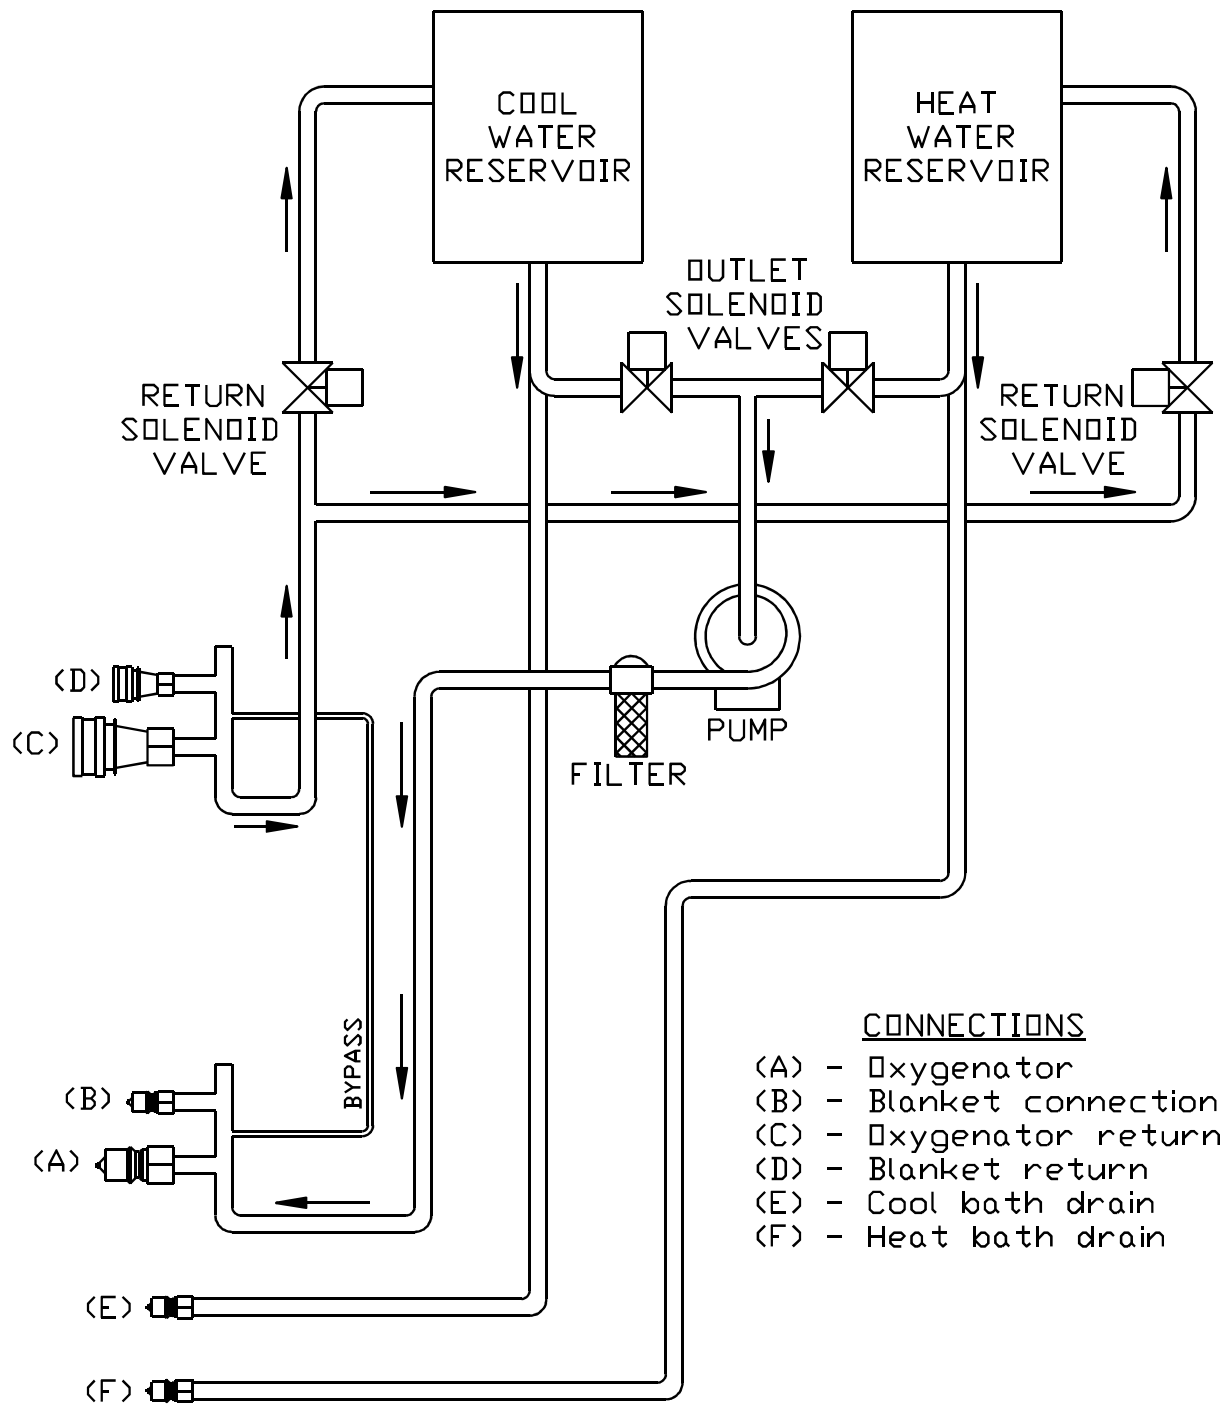 COOL
WATER
RESERVOIR
HEAT
WATER
RESERVOIR
OUTLET
SOLENOID
VALVES
RETURN
SOLENOID
VALVE
RETURN
SOLENOID
VALVE
(D)
(C)
PUMP
FILTER
BYPASS
(B)
(A)
(E)
(F)
CONNECTIONS
(A) - Oxygenator
(B) - Blanket connection
(C) - Oxygenator return
(D) - Blanket return
(E) - Cool bath drain
(F) - Heat bath drain